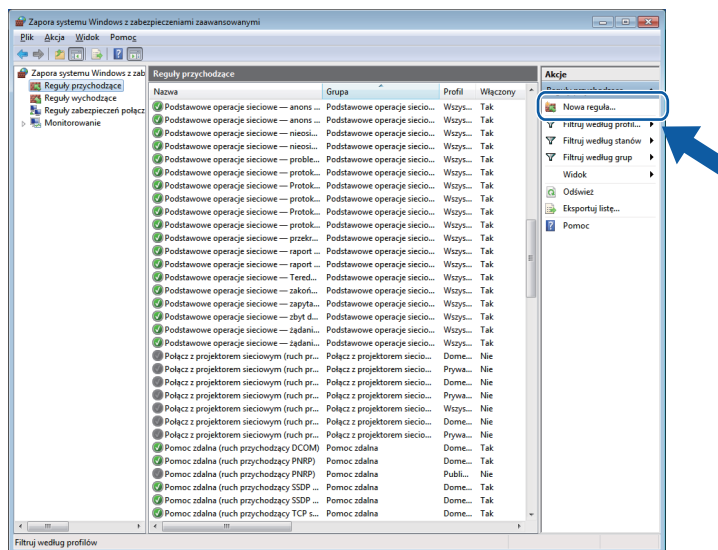 Zapora systemu Windows z zabezpieczeniami zaawansowanymi
Plik Akcja Widok Pomoc
Zapora systemu Windows z zab
Reguły przychodzące
Reguły wychodzące
Reguły zabezpieczeń połącz
Monitorowanie
Reguły przychodzące
Nazwa Grupa Profil Włączony
Podstawowe operacje sieciowe — anons ... Podstawowe operacje siecio... Wszys... Tak
Podstawowe operacje sieciowe — anons ... Podstawowe operacje siecio... Wszys... Tak
Podstawowe operacje sieciowe — nieosi... Podstawowe operacje siecio... Wszys... Tak
Podstawowe operacje sieciowe — nieosi... Podstawowe operacje siecio... Wszys... Tak
Podstawowe operacje sieciowe — proble... Podstawowe operacje siecio... Wszys... Tak
Podstawowe operacje sieciowe — protok... Podstawowe operacje siecio... Wszys... Tak
Podstawowe operacje sieciowe — Protok... Podstawowe operacje siecio... Wszys... Tak
Podstawowe operacje sieciowe — protok... Podstawowe operacje siecio... Wszys... Tak
Podstawowe operacje sieciowe — Protok... Podstawowe operacje siecio... Wszys... Tak
Podstawowe operacje sieciowe — protok... Podstawowe operacje siecio... Wszys... Tak
Podstawowe operacje sieciowe — przekr... Podstawowe operacje siecio... Wszys... Tak
Podstawowe operacje sieciowe — raport ... Podstawowe operacje siecio... Wszys... Tak
Podstawowe operacje sieciowe — raport ... Podstawowe operacje siecio... Wszys... Tak
Podstawowe operacje sieciowe — Tered... Podstawowe operacje siecio... Wszys... Tak
Podstawowe operacje sieciowe — zakoń... Podstawowe operacje siecio... Wszys... Tak
Podstawowe operacje sieciowe — zapyta... Podstawowe operacje siecio... Wszys... Tak
Podstawowe operacje sieciowe — zbyt d... Podstawowe operacje siecio... Wszys... Tak
Podstawowe operacje sieciowe — żądani... Podstawowe operacje siecio... Wszys... Tak
Podstawowe operacje sieciowe — żądani... Podstawowe operacje siecio... Wszys... Tak
Połącz z projektorem sieciowym (ruch pr... Połącz z projektorem siecio... Dome... Nie
Połącz z projektorem sieciowym (ruch pr... Połącz z projektorem siecio... Prywa... Nie
Połącz z projektorem sieciowym (ruch pr... Połącz z projektorem siecio... Dome... Nie
Połącz z projektorem sieciowym (ruch pr... Połącz z projektorem siecio... Prywa... Nie
Połącz z projektorem sieciowym (ruch pr... Połącz z projektorem siecio... Wszys... Nie
Połącz z projektorem sieciowym (ruch pr... Połącz z projektorem siecio... Dome... Nie
Połącz z projektorem sieciowym (ruch pr... Połącz z projektorem siecio... Prywa... Nie
Pomoc zdalna (ruch przychodzący DCOM) Pomoc zdalna Dome... Tak
Pomoc zdalna (ruch przychodzący PNRP) Pomoc zdalna Dome... Tak
Pomoc zdalna (ruch przychodzący PNRP) Pomoc zdalna Publi... Nie
Pomoc zdalna (ruch przychodzący SSDP ... Pomoc zdalna Dome... Tak
Pomoc zdalna (ruch przychodzący SSDP ... Pomoc zdalna Dome... Tak
Pomoc zdalna (ruch przychodzący TCP s... Pomoc zdalna Dome... Tak
Akcje
Reguły przychodzące
Nowa reguła...
Filtruj według profil...
Filtruj według stanów
Filtruj według grup
Widok
Odśwież
Eksportuj listę...
Pomoc
Filtruj według profilów